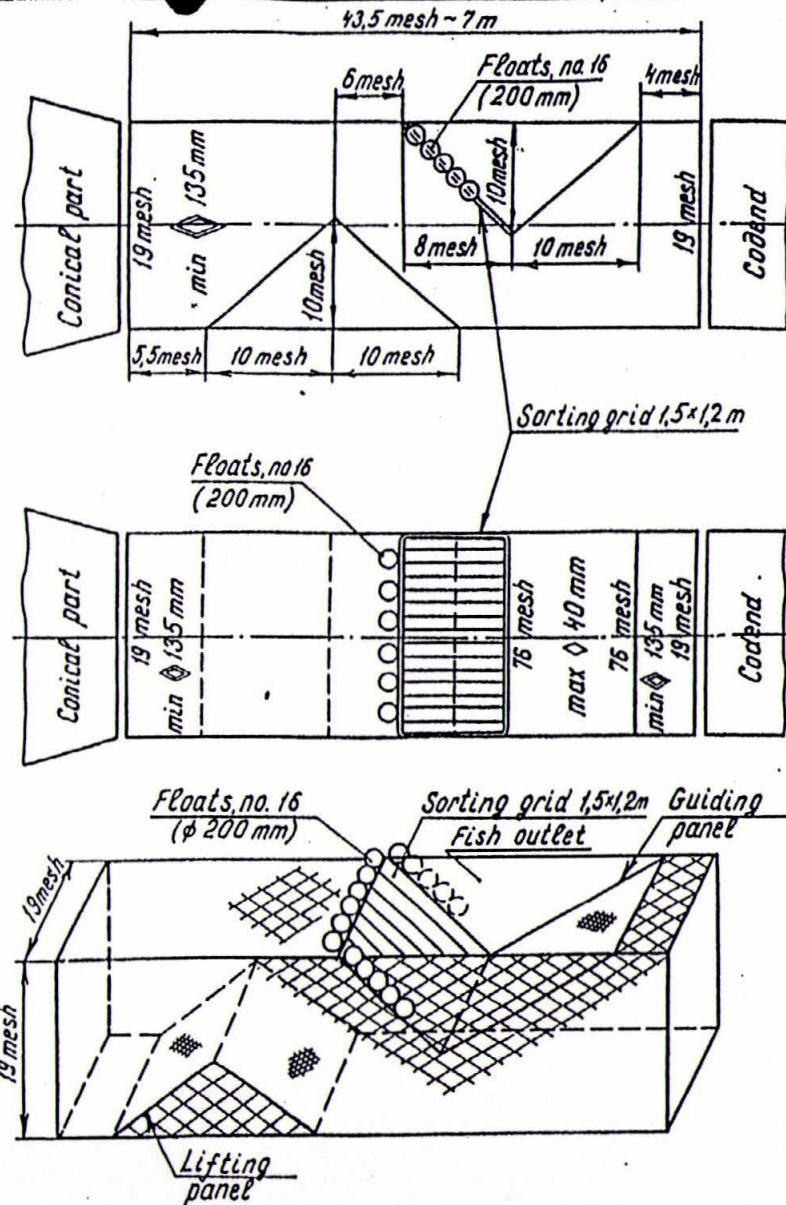 43,5 mesh ~ 7 m
6 mesh
Floats, no. 16
(200 mm)
4 mesh
Conical part
19 mesh
min 135 mm
10 mesh
8 mesh
10 mesh
19 mesh
Codend
10 mesh
5,5 mesh
10 mesh
10 mesh
Sorting grid 1,5×1,2 m
Floats, no 16
(200 mm)
Conical part
19 mesh
min 135 mm
76 mesh
max 40 mm
76 mesh
min 135 mm
19 mesh
Codend.
Floats, no. 16
(ϕ 200 mm)
Sorting grid 1,5×1,2m
Fish outlet
Guiding
panel
19 mesh
19 mesh
Lifting
panel